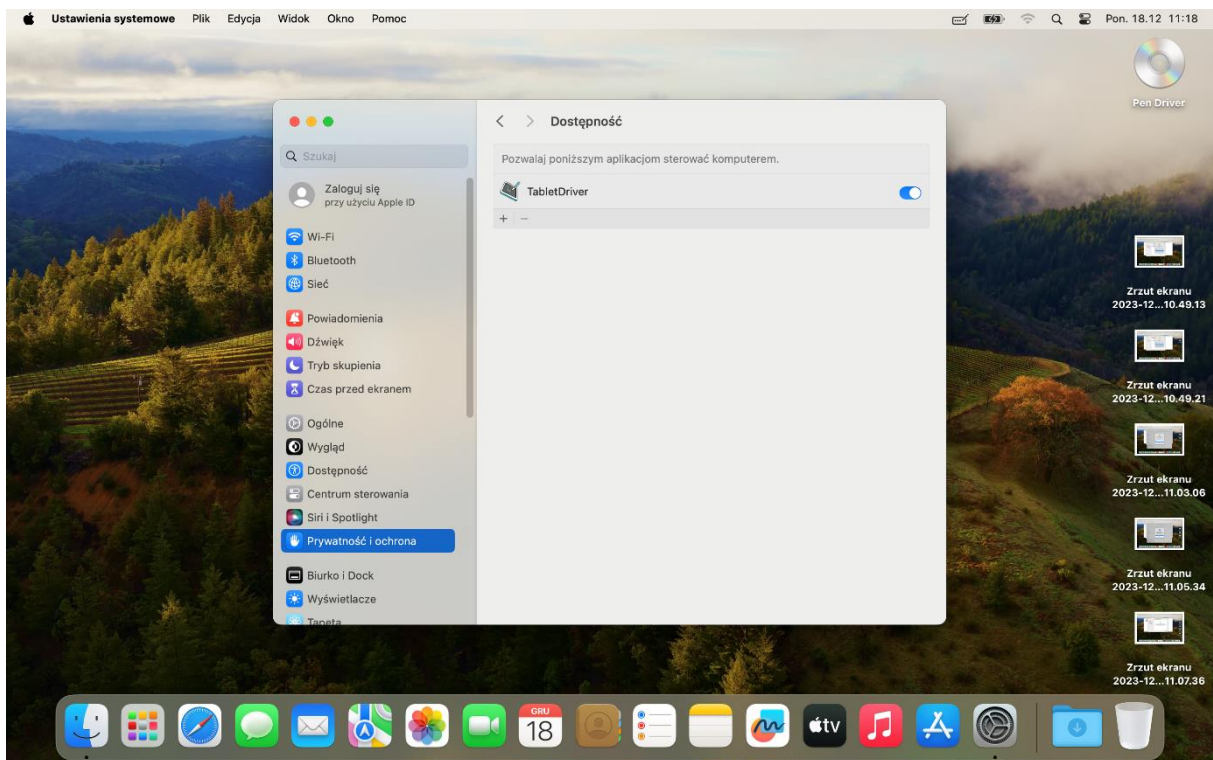 Ustawienia systemowe Plik Edycja Widok Okno Pomoc
Pon. 18.12 11:18
Pen Driver
Dostępność
Szukaj
Pozwalaj poniższym aplikacjom sterować komputerem.
Zaloguj się
przy użyciu Apple ID
TabletDriver
+ −
Wi-Fi
Bluetooth
Sieć
Powiadomienia
Dźwięk
Tryb skupienia
Czas przed ekranem
Ogólne
Wygląd
Dostępność
Centrum sterowania
Siri i Spotlight
Prywatność i ochrona
Biurko i Dock
Wyświetlacze
Tapeta
Zrzut ekranu
2023-12...10.49.13
Zrzut ekranu
2023-12...10.49.21
Zrzut ekranu
2023-12...11.03.06
Zrzut ekranu
2023-12...11.05.34
Zrzut ekranu
2023-12...11.07.36
GRU
18
tv